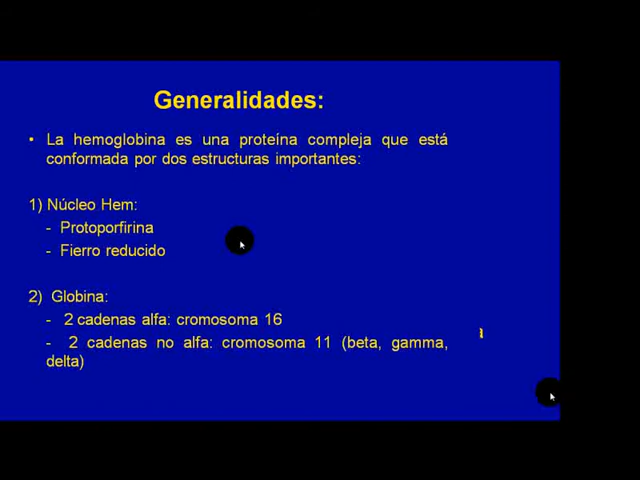 Generalidades:
• La hemoglobina es una proteína compleja que está
conformada por dos estructuras importantes:
1) Núcleo Hem:
- Protoporfirina
- Fierro reducido
2) Globina:
- 2 cadenas alfa: cromosoma 16
- 2 cadenas no alfa: cromosoma 11 (beta, gamma,
delta)
a